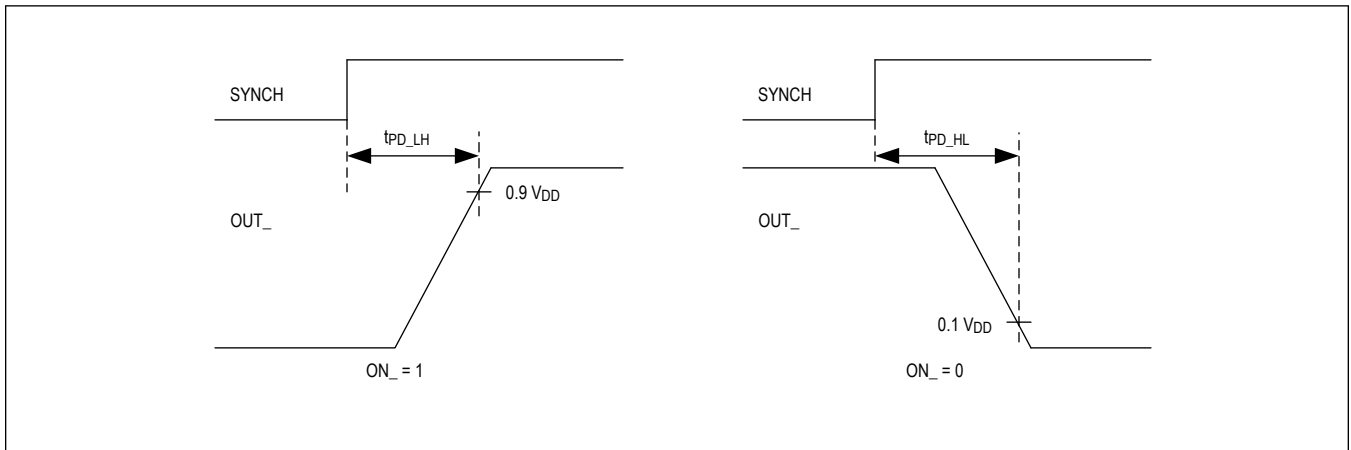 SYNCH
tPD_LH
0.9 VDD
OUT_
ON_ = 1
SYNCH
tPD_HL
OUT_
0.1 VDD
ON_ = 0